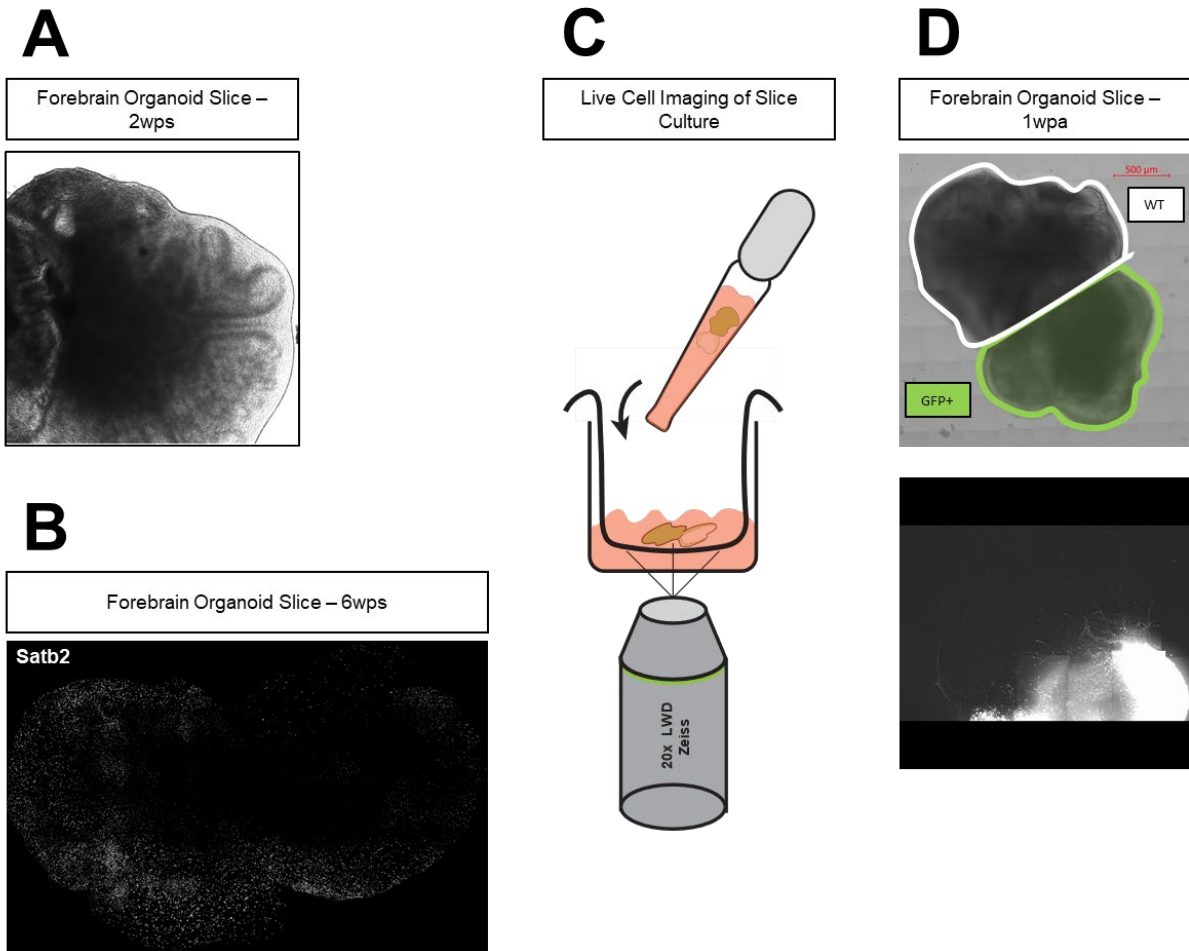 A
Forebrain Organoid Slice –
2wps
B
Forebrain Organoid Slice – 6wps
Satb2
C
Live Cell Imaging of Slice
Culture
20x LWD
Zeiss
D
Forebrain Organoid Slice –
1wpa
500 µm
WT
GFP+